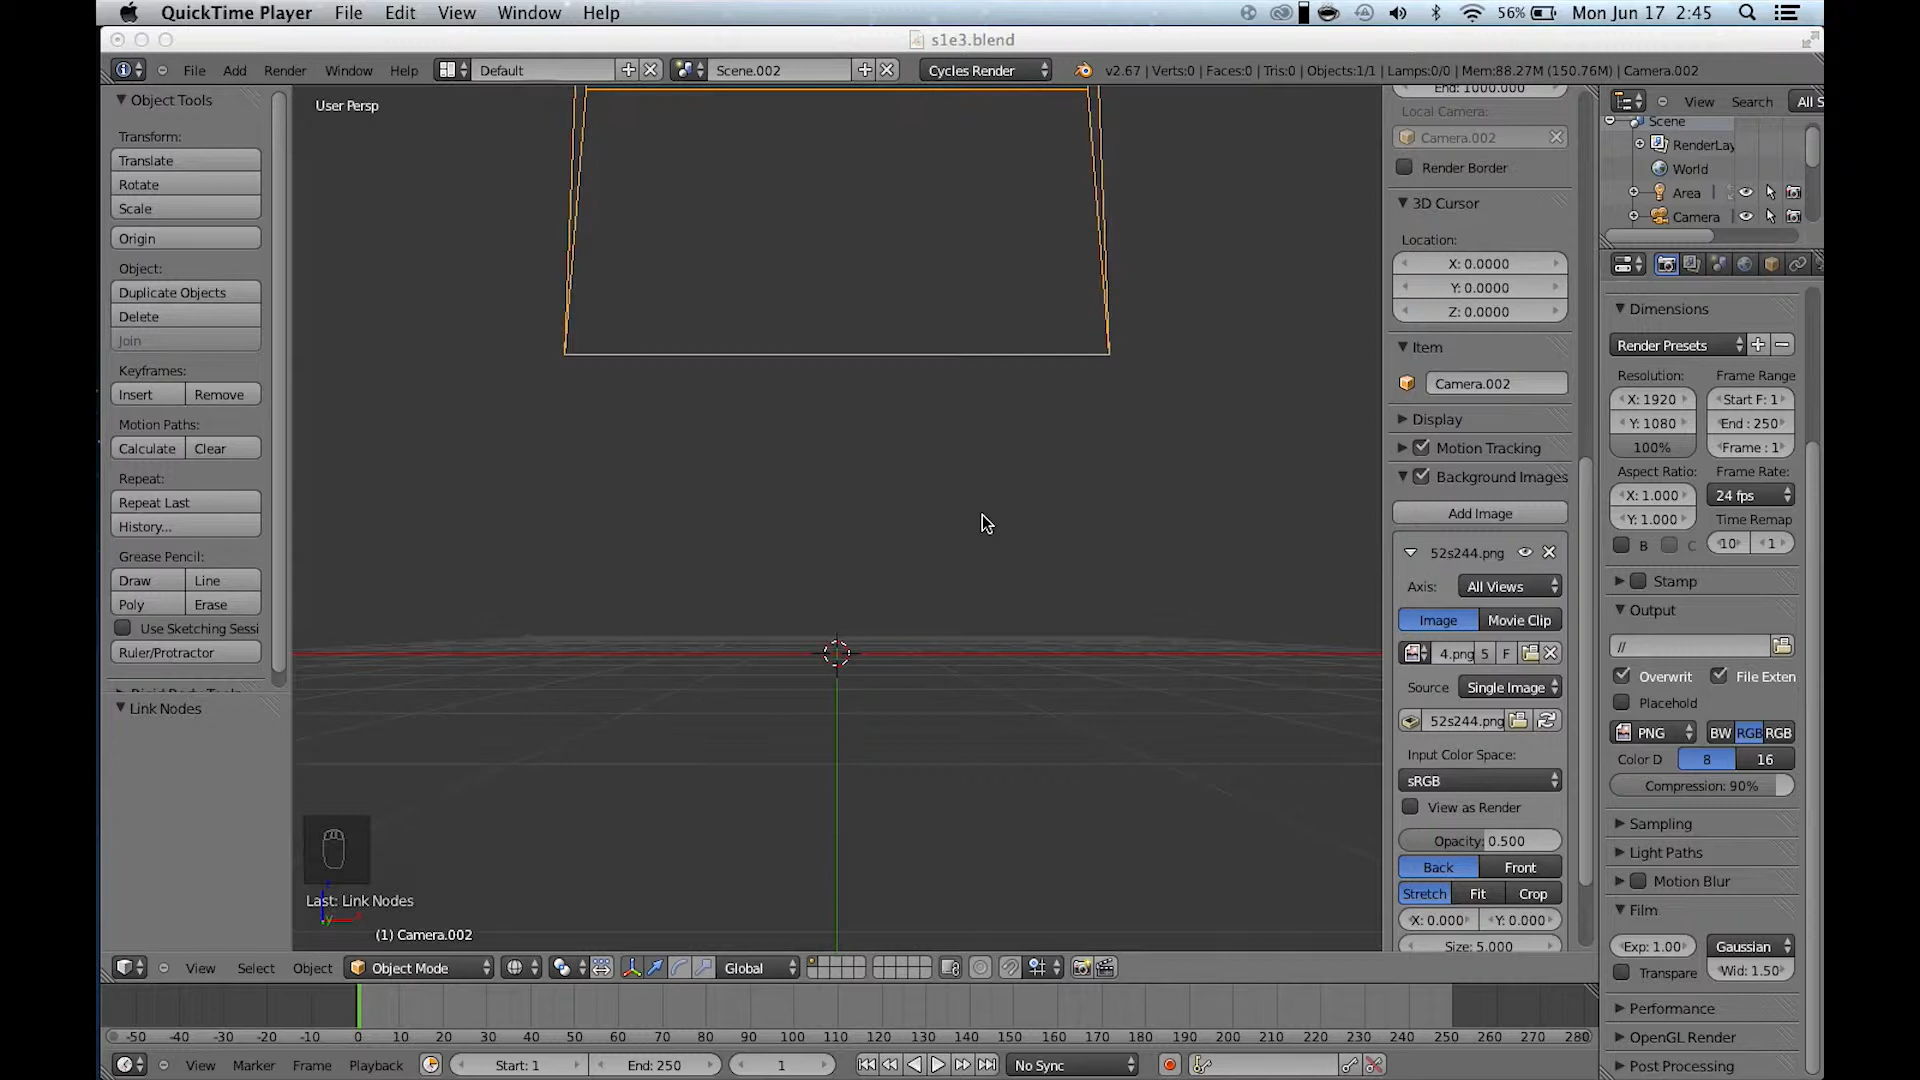 QuickTime Player File Edit View Window Help 56% Mon Jun 17 2:45
s1e3.blend
File Add Render Window Help Default Scene.002 Cycles Render v2.67 | Verts:0 | Faces:0 | Tris:0 | Objects:1/1 | Lamps:0/0 | Mem:88.27M (150.76M) | Camera.002
Object Tools
Transform:
Translate
Rotate
Scale
Origin
Object:
Duplicate Objects
Delete
Join
Keyframes:
Insert Remove
Motion Paths:
Calculate Clear
Repeat:
Repeat Last
History...
Grease Pencil:
Draw Line
Poly Erase
Use Sketching Sessi
Ruler/Protractor
Rigid Body Tools
Link Nodes
User Persp
Last: Link Nodes
(1) Camera.002
End: 1000.000
Local Camera:
Camera.002
Render Border
3D Cursor
Location:
X: 0.0000
Y: 0.0000
Z: 0.0000
Item
Camera.002
Display
Motion Tracking
Background Images
Add Image
52s244.png
Axis: All Views
Image Movie Clip
4.png 5 F
Source Single Image
52s244.png
Input Color Space:
sRGB
View as Render
Opacity: 0.500
Back Front
Stretch Fit Crop
X: 0.000 Y: 0.000
Size: 5.000
View Search All S
Scene
RenderLay
World
Area
Camera
Dimensions
Render Presets
Resolution: Frame Range
X: 1920 Start F: 1
Y: 1080 End : 250
100% Frame : 1
Aspect Ratio: Frame Rate:
X: 1.000 24 fps
Y: 1.000 Time Remap
B C 10 1
Stamp
Output
//
Overwrit File Exten
Placehold
PNG BW RGB RGB
Color D 8 16
Compression: 90%
Sampling
Light Paths
Motion Blur
Film
Exp: 1.00 Gaussian
Transpare Wid: 1.50
Performance
OpenGL Render
Post Processing
View Select Object Object Mode Global
-50 -40 -30 -20 -10 0 10 20 30 40 50 60 70 80 90 100 110 120 130 140 150 160 170 180 190 200 210 220 230 240 250 260 270 280
View Marker Frame Playback Start: 1 End: 250 1 No Sync